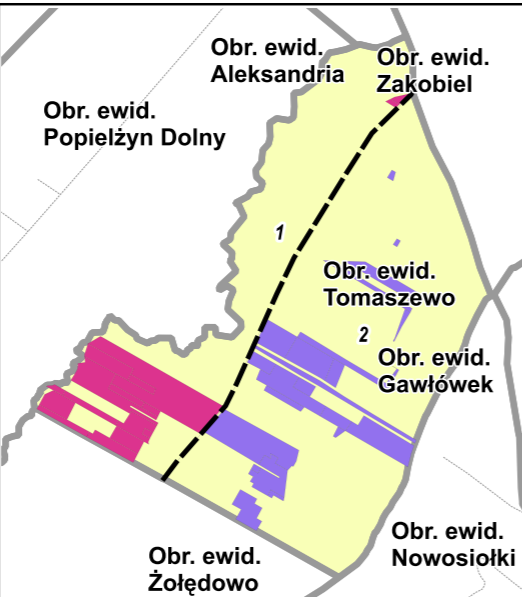 Obr. ewid.
Aleksandria
Obr. ewid.
Zakobiel
Obr. ewid.
Popielżyn Dolny
1
Obr. ewid.
Tomaszewo
2
Obr. ewid.
Gawłówek
Obr. ewid.
Nowosiołki
Obr. ewid.
Żołędowo